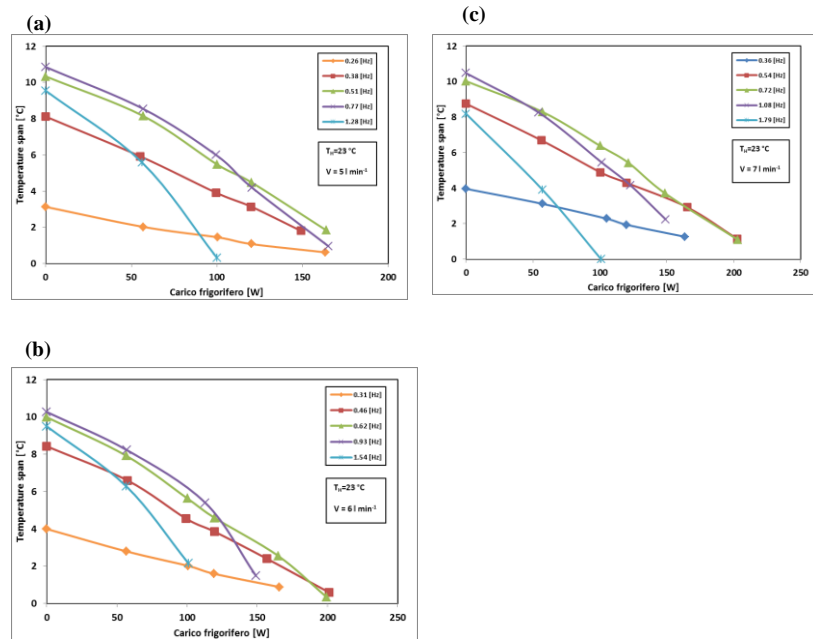 (a)
12
10
8
6
4
2
0
Temperature span [°C]
0 50 100 150 200
Carico frigorifero [W]
0.26 [Hz]
0.38 [Hz]
0.51 [Hz]
0.77 [Hz]
1.28 [Hz]
T_H=23 °C
V = 5 l min⁻¹
(c)
12
10
8
6
4
2
0
Temperature span [°C]
0 50 100 150 200 250
Carico frigorifero [W]
0.36 [Hz]
0.54 [Hz]
0.72 [Hz]
1.08 [Hz]
1.79 [Hz]
T_H=23 °C
V = 7 l min⁻¹
(b)
12
10
8
6
4
2
0
Temperature span [°C]
0 50 100 150 200 250
Carico frigorifero [W]
0.31 [Hz]
0.46 [Hz]
0.62 [Hz]
0.93 [Hz]
1.54 [Hz]
T_H=23 °C
V = 6 l min⁻¹